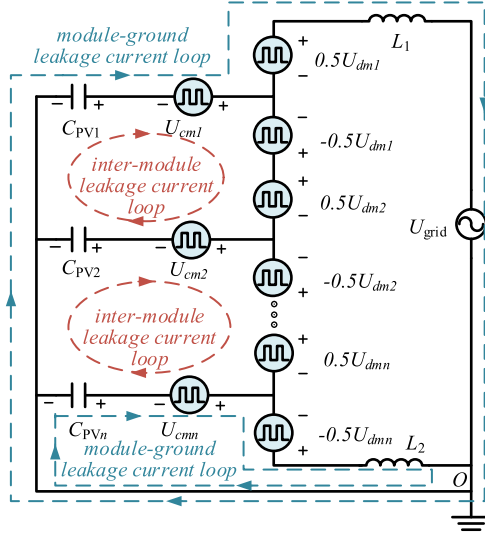 module-ground
leakage current loop
L1
+
0.5Udm1
−
− + − +
CPV1 Ucm1
−
-0.5Udm1
+
inter-module
leakage current
loop
+
0.5Udm2
−
Ugrid
− + − +
CPV2 Ucm2
−
-0.5Udm2
+
inter-module
leakage current
loop
+
0.5Udmn
−
− + − +
CPVn Ucmn
−
-0.5Udmn
+
module-ground
leakage current loop
L2
O